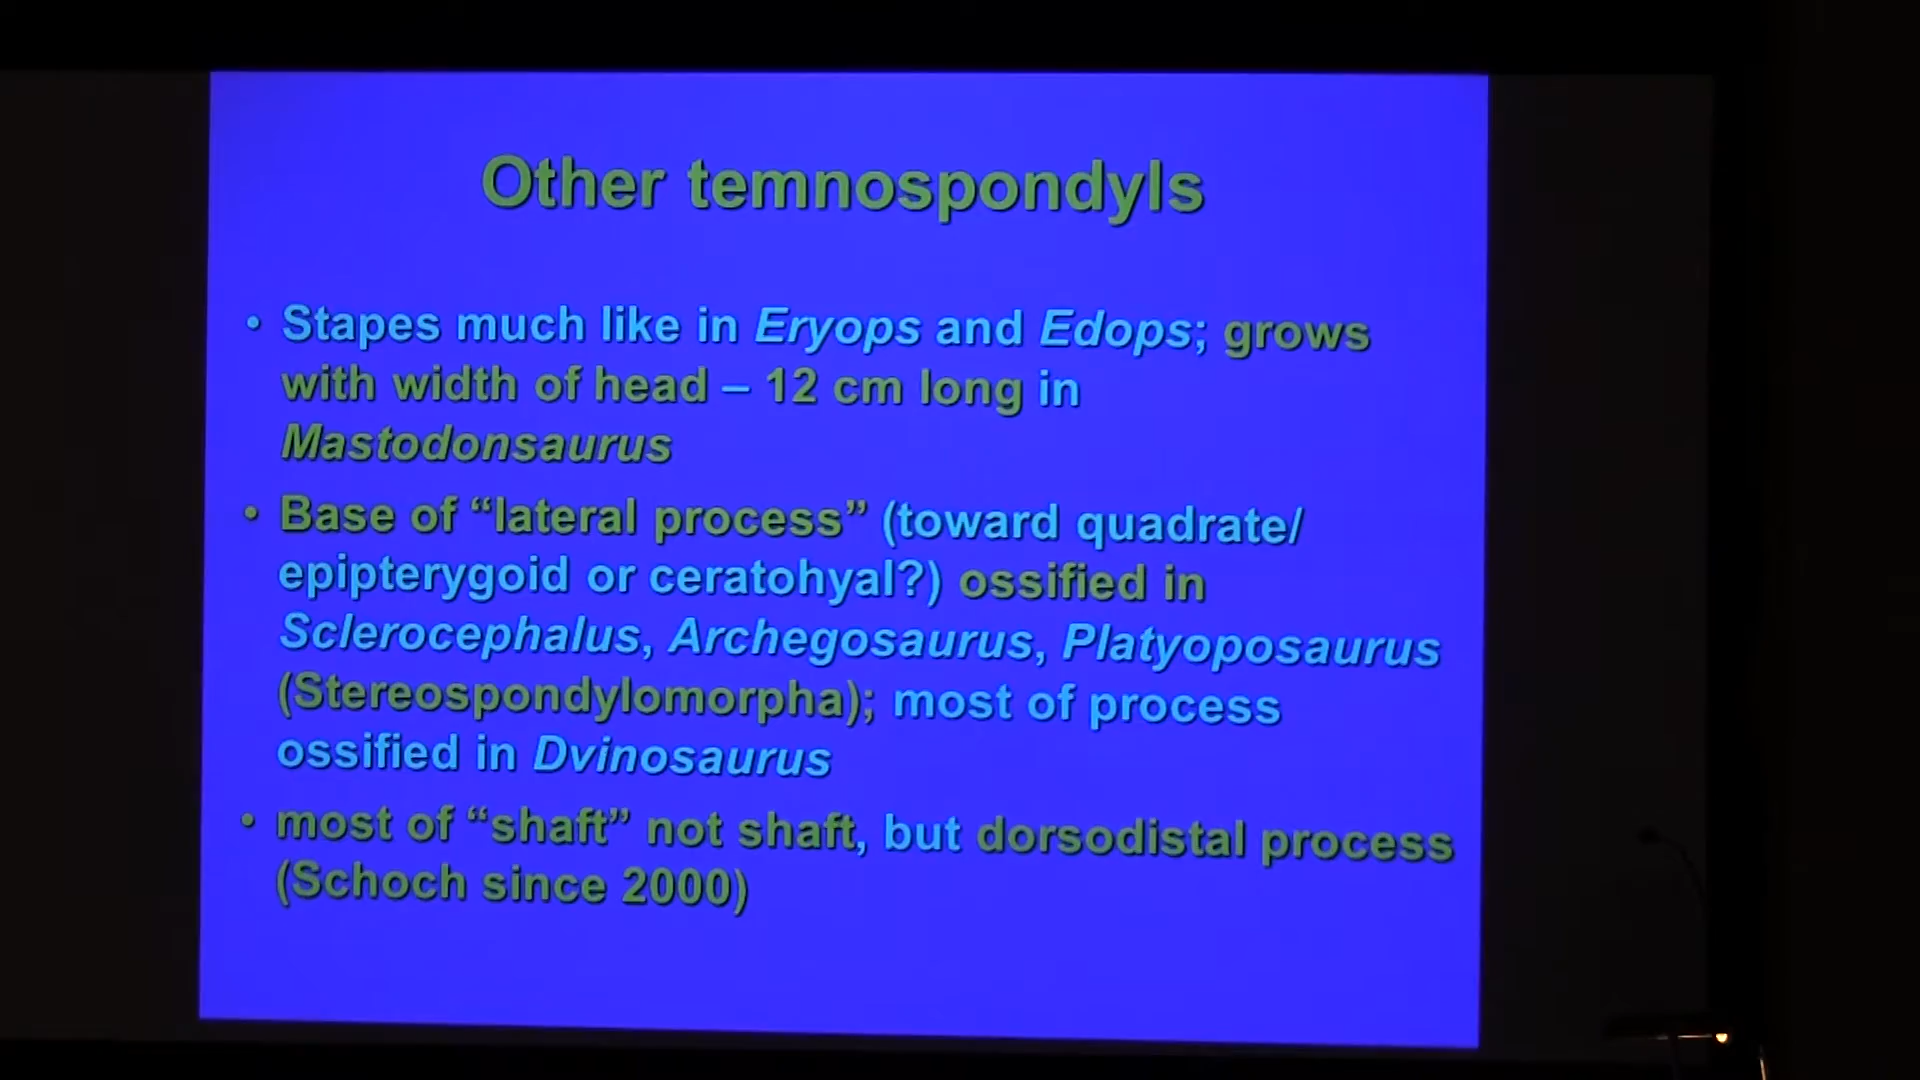 Other temnospondyls
• Stapes much like in Eryops and Edops; grows
with width of head – 12 cm long in
Mastodonsaurus
• Base of “lateral process” (toward quadrate/
epipterygoid or ceratohyal?) ossified in
Sclerocephalus, Archegosaurus, Platyoposaurus
(Stereospondylomorpha); most of process
ossified in Dvinosaurus
• most of “shaft” not shaft, but dorsodistal process
(Schoch since 2000)